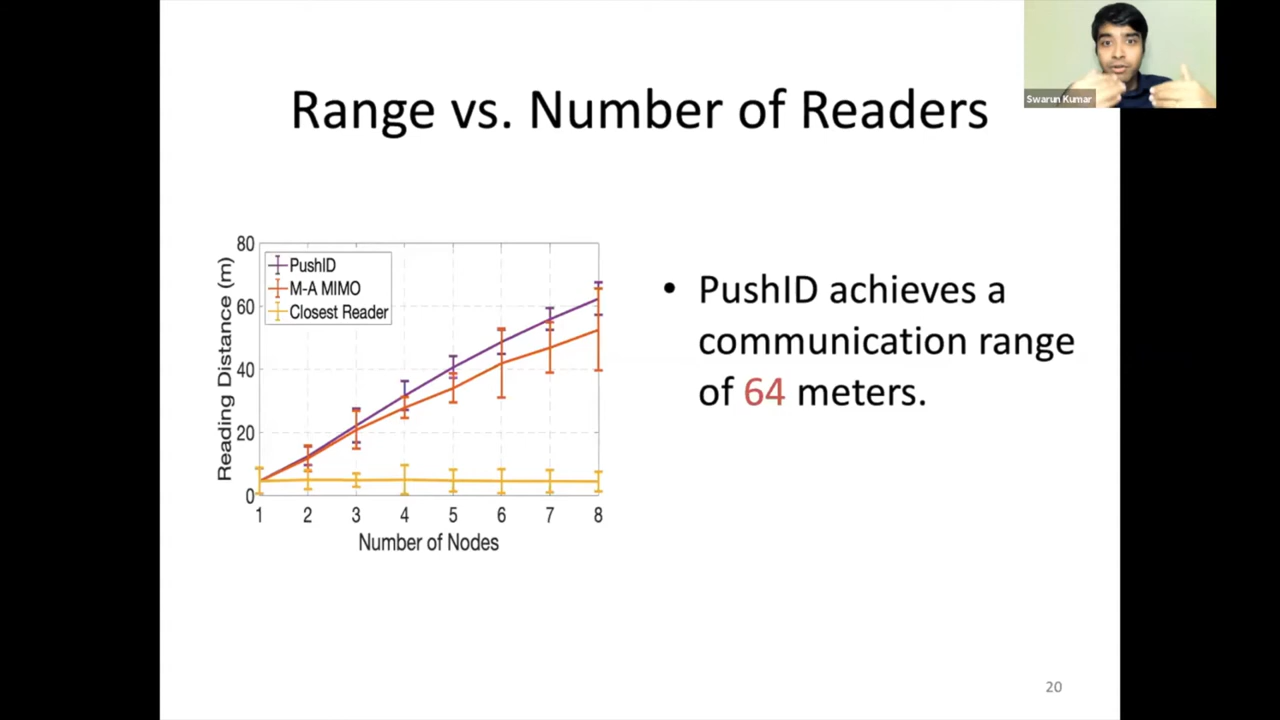 Swarun Kumar
Range vs. Number of Readers
80
60
40
20
0
Reading Distance (m)
PushID
M-A MIMO
Closest Reader
1 2 3 4 5 6 7 8
Number of Nodes
• PushID achieves a
communication range
of 64 meters.
20